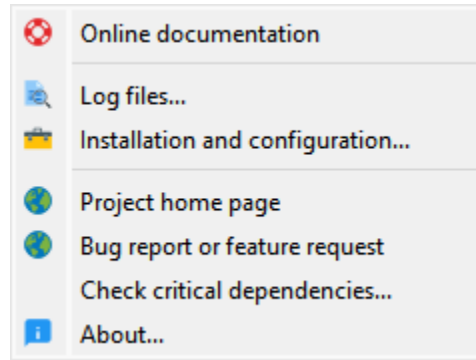 Online documentation
Log files...
Installation and configuration...
Project home page
Bug report or feature request
Check critical dependencies...
About...